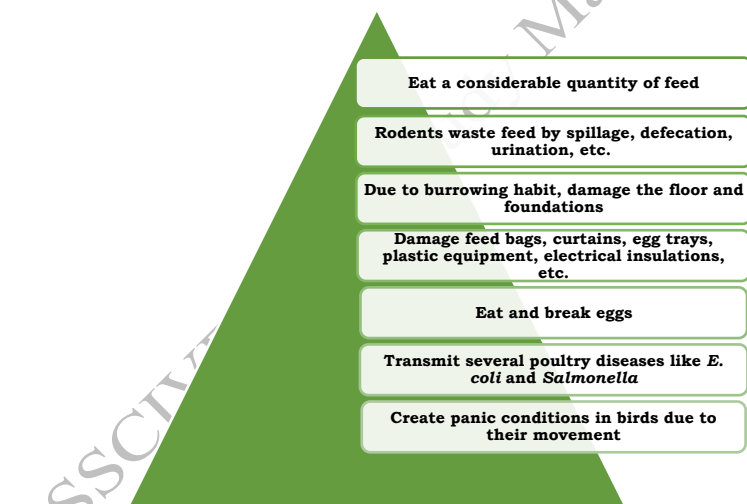 Eat a considerable quantity of feed
Rodents waste feed by spillage, defecation,
urination, etc.
Due to burrowing habit, damage the floor and
foundations
Damage feed bags, curtains, egg trays,
plastic equipment, electrical insulations,
etc.
Eat and break eggs
Transmit several poultry diseases like E.
coli and Salmonella
Create panic conditions in birds due to
their movement